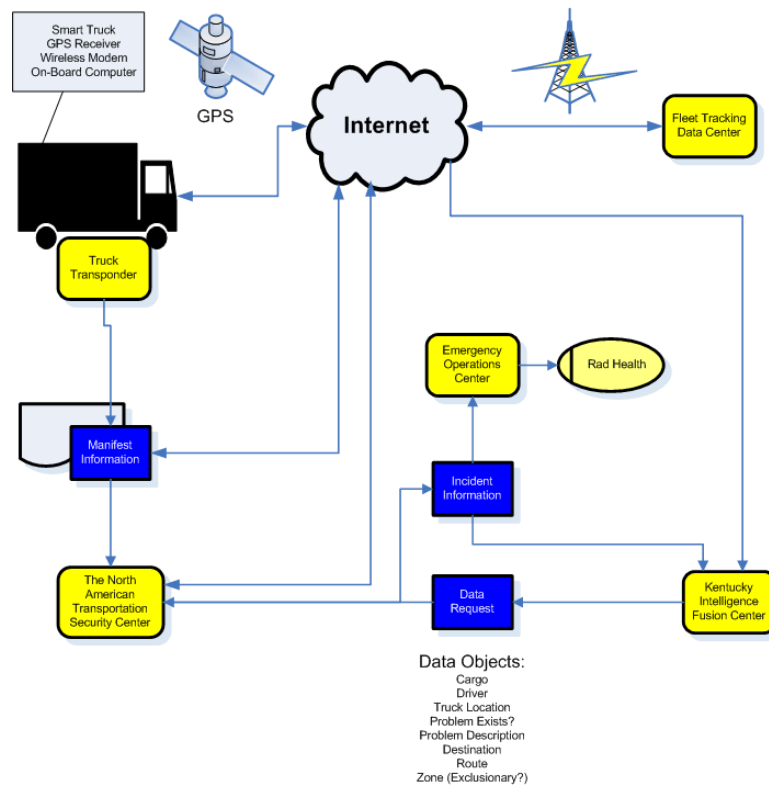 Smart Truck
GPS Receiver
Wireless Modem
On-Board Computer
GPS
Internet
Fleet Tracking
Data Center
Truck
Transponder
Emergency
Operations
Center
Rad Health
Manifest
Information
Incident
Information
The North
American
Transportation
Security Center
Data
Request
Kentucky
Intelligence
Fusion Center
Data Objects:
Cargo
Driver
Truck Location
Problem Exists?
Problem Description
Destination
Route
Zone (Exclusionary?)